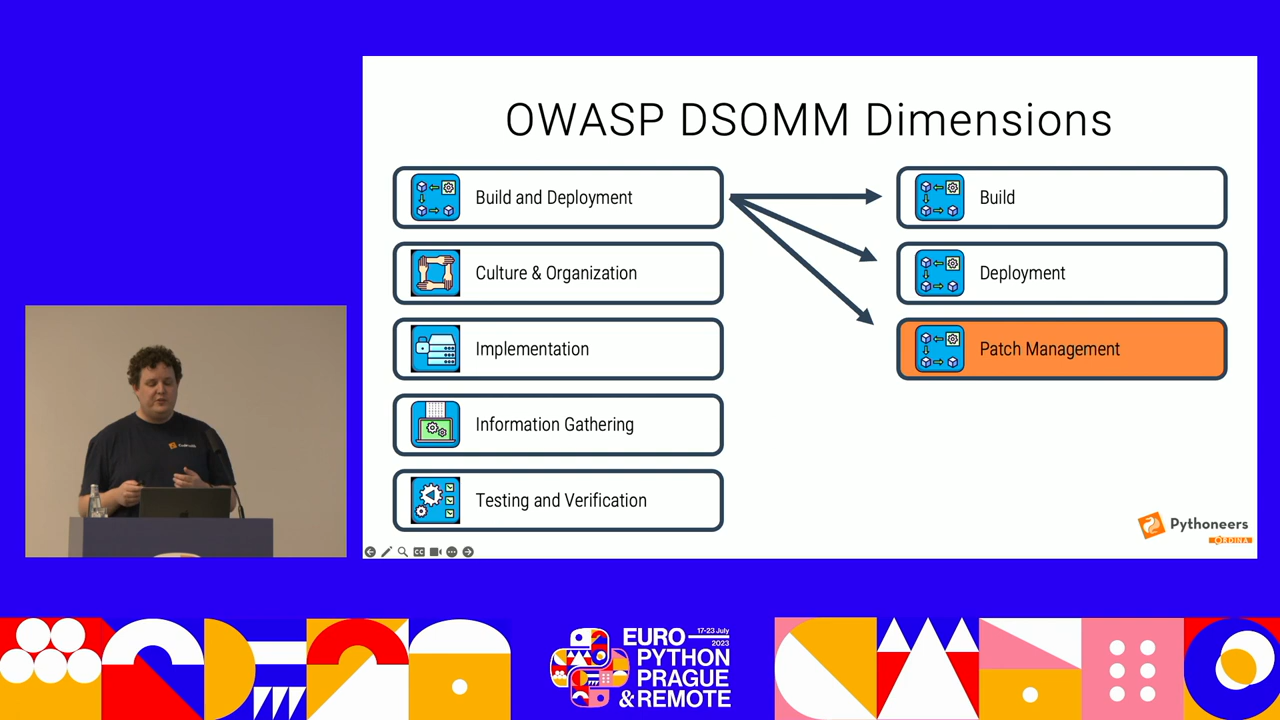 OWASP DSOMM Dimensions
Build and Deployment
Culture & Organization
Implementation
Information Gathering
Testing and Verification
Build
Deployment
Patch Management
Pythoneers
ORDINA
17-23 July
2023
EURO
PYTHON
PRAGUE
& REMOTE